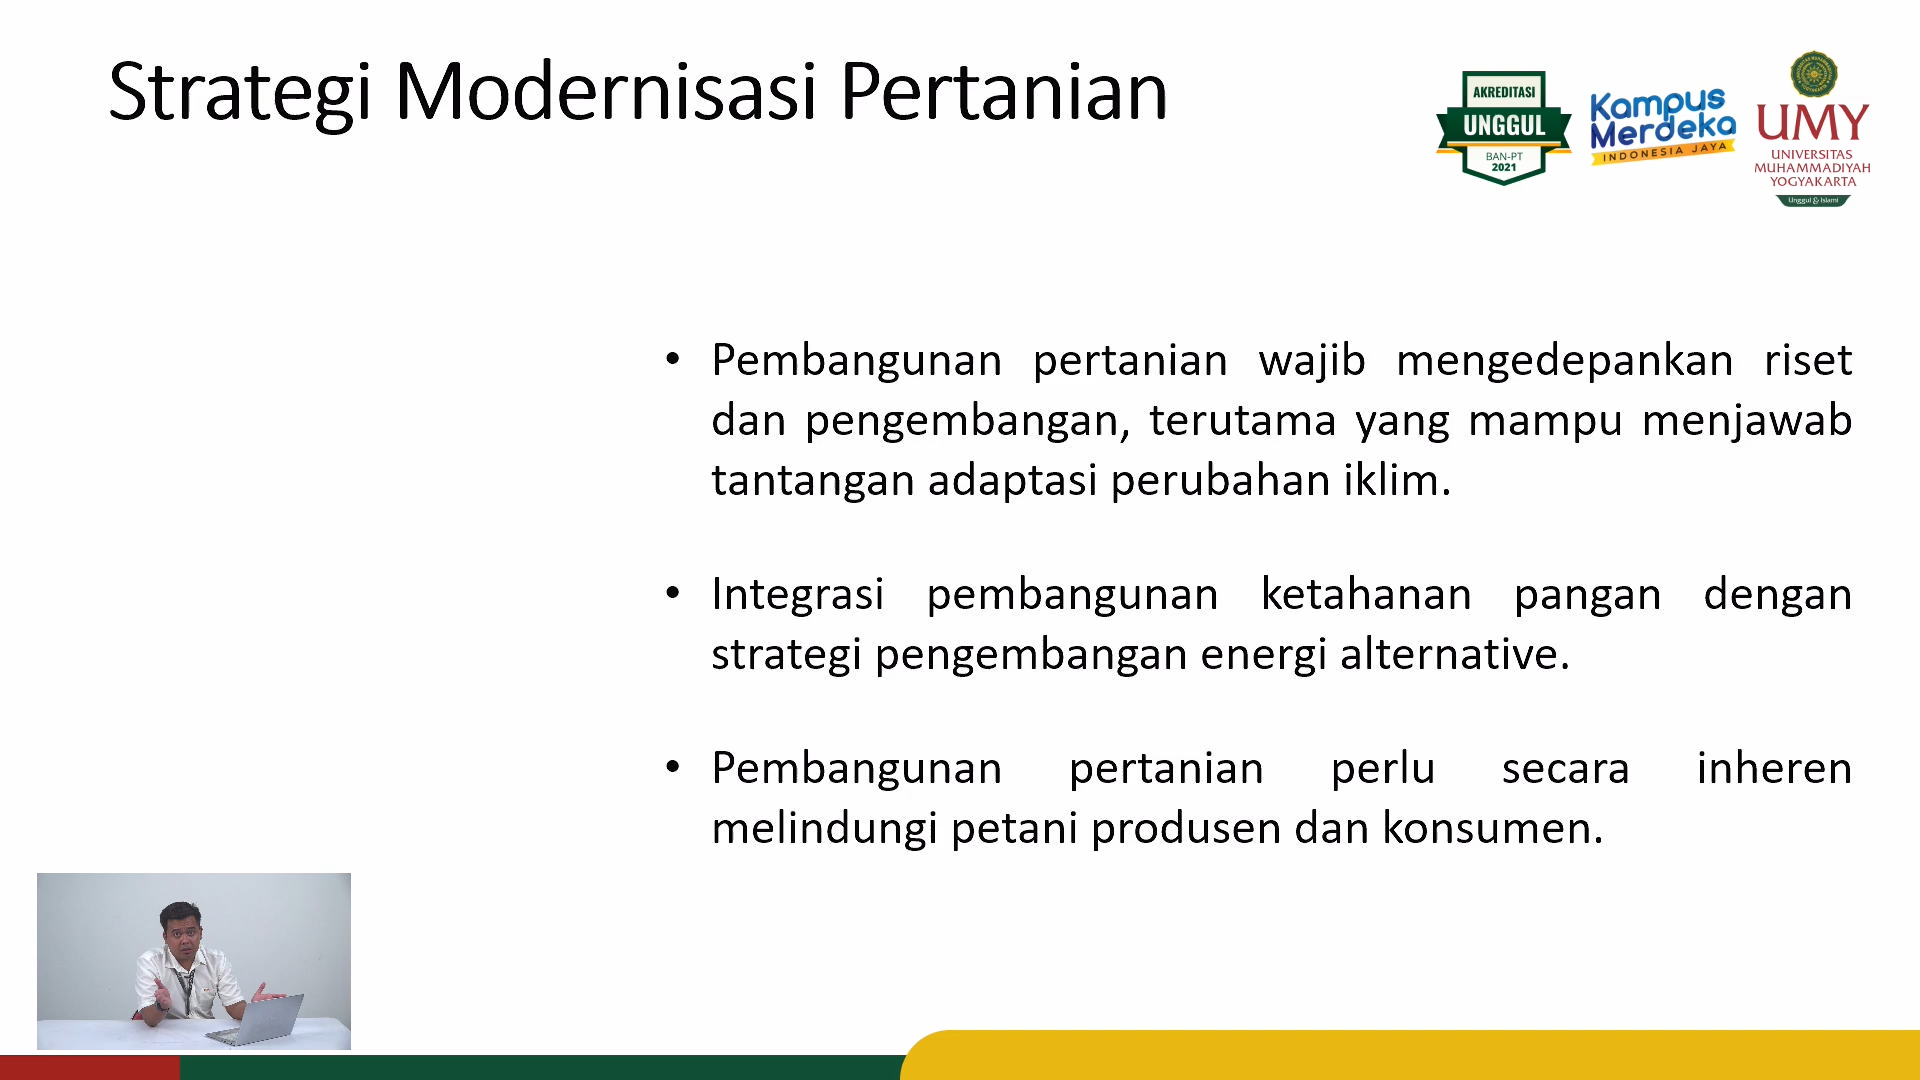 Strategi Modernisasi Pertanian
AKREDITASI
UNGGUL
BAN-PT
2021
Kampus
Merdeka
INDONESIA JAYA
UMY
UNIVERSITAS
MUHAMMADIYAH
YOGYAKARTA
Unggul & Islami
• Pembangunan pertanian wajib mengedepankan riset
dan pengembangan, terutama yang mampu menjawab
tantangan adaptasi perubahan iklim.
• Integrasi pembangunan ketahanan pangan dengan
strategi pengembangan energi alternative.
• Pembangunan pertanian perlu secara inheren
melindungi petani produsen dan konsumen.